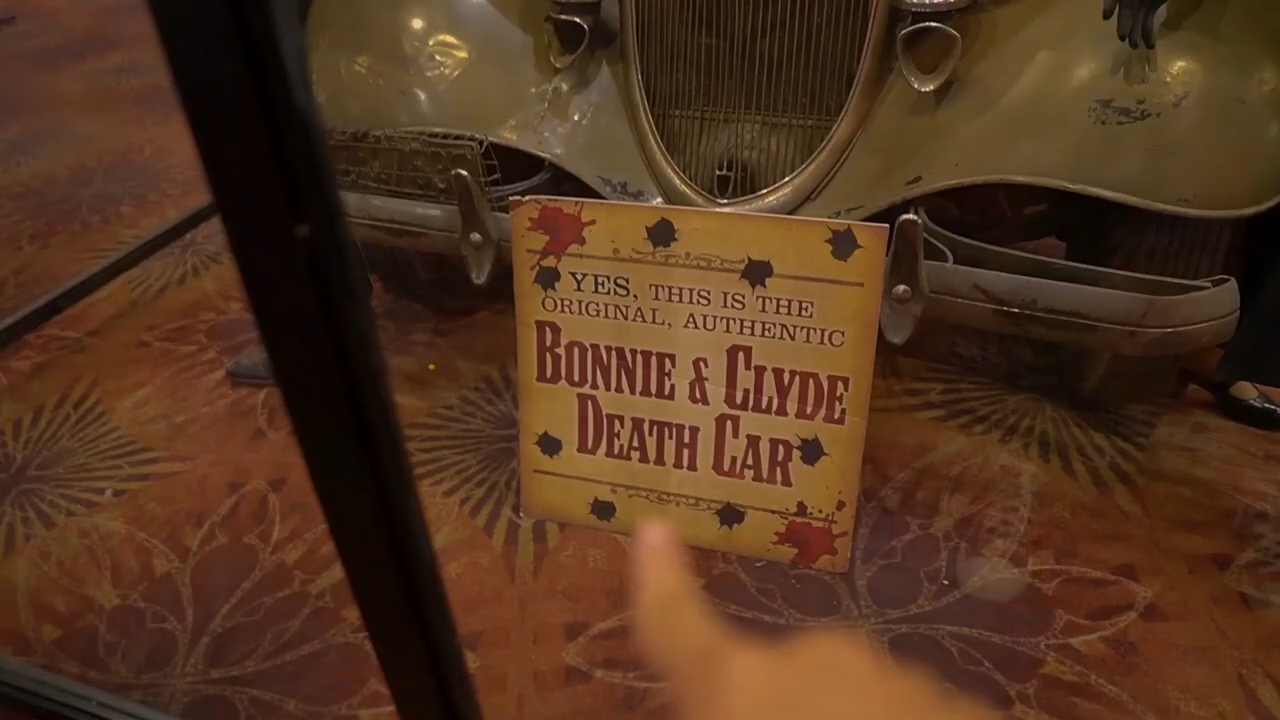 YES, THIS IS THE
ORIGINAL, AUTHENTIC
BONNIE & CLYDE
DEATH CAR